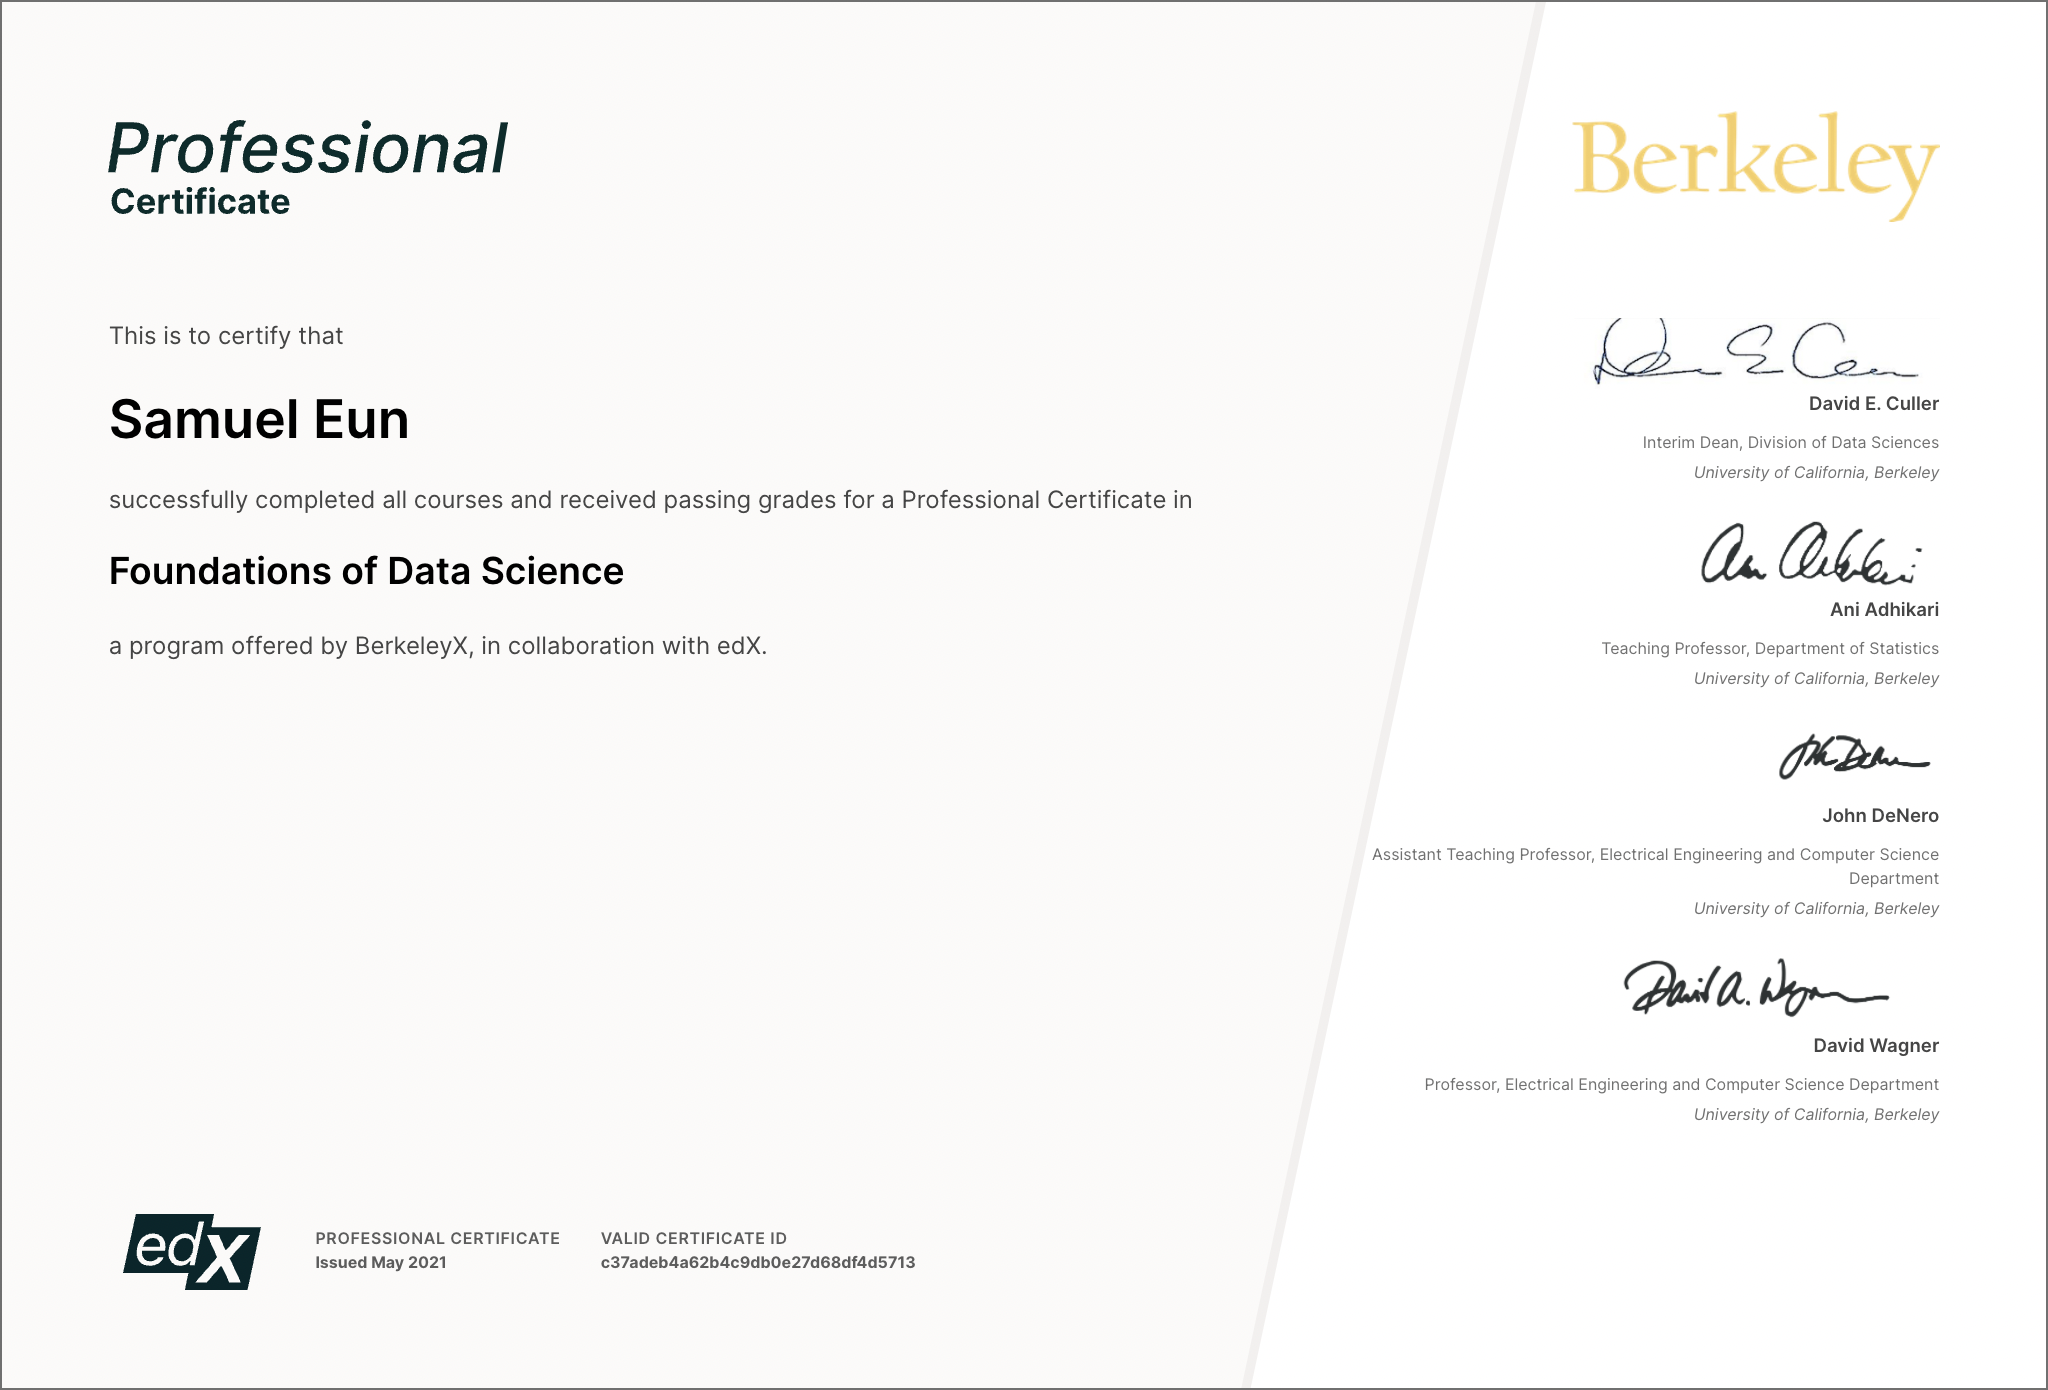 Professional
Certificate
This is to certify that
Samuel Eun
successfully completed all courses and received passing grades for a Professional Certificate in
Foundations of Data Science
a program offered by BerkeleyX, in collaboration with edX.
edX
PROFESSIONAL CERTIFICATE
Issued May 2021
VALID CERTIFICATE ID
c37adeb4a62b4c9db0e27d68df4d5713
Berkeley
David E. Culler
Interim Dean, Division of Data Sciences
University of California, Berkeley
Ani Adhikari
Teaching Professor, Department of Statistics
University of California, Berkeley
John DeNero
Assistant Teaching Professor, Electrical Engineering and Computer Science
Department
University of California, Berkeley
David A. Wagner
David Wagner
Professor, Electrical Engineering and Computer Science Department
University of California, Berkeley